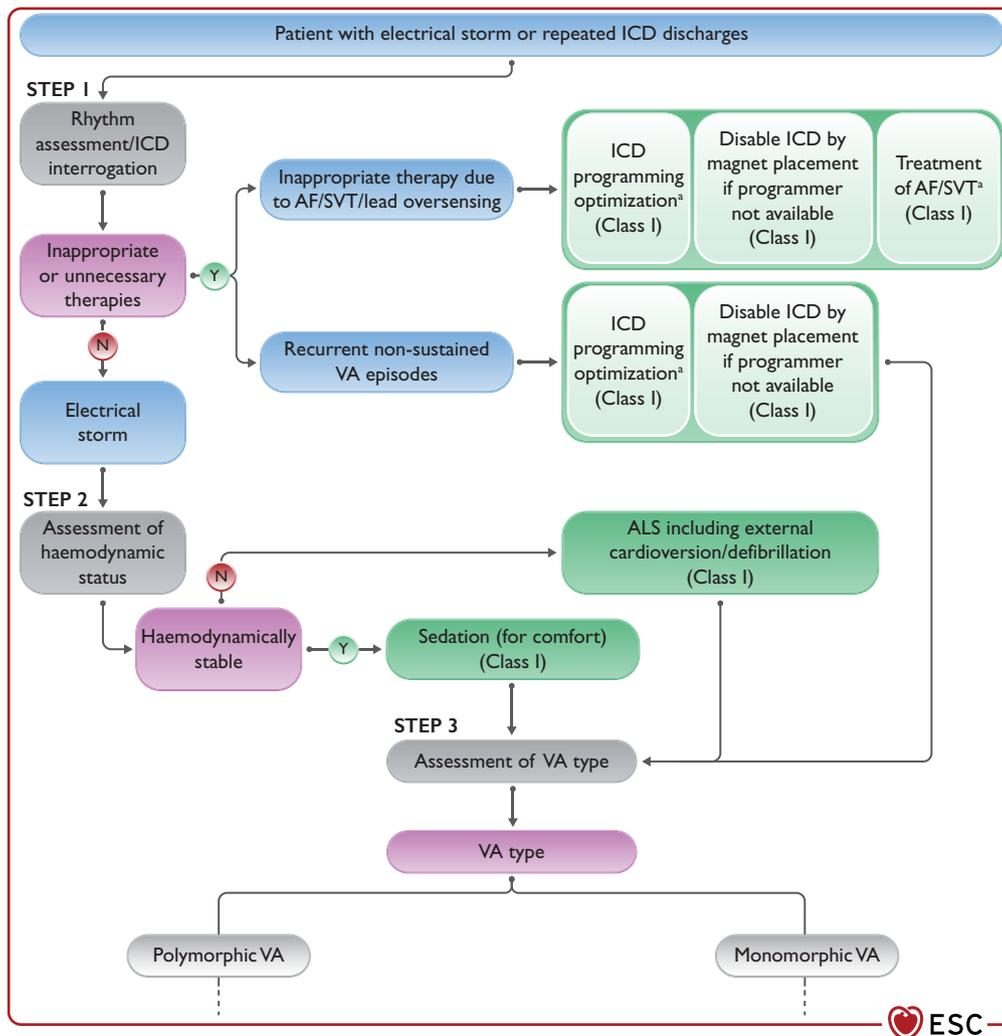 Patient with electrical storm or repeated ICD discharges
STEP 1
Rhythm
assessment/ICD
interrogation
Inappropriate
or unnecessary
therapies
Y
Inappropriate therapy due
to AF/SVT/lead oversensing
ICD
programming
optimizationᵃ
(Class I)
Disable ICD by
magnet placement
if programmer
not available
(Class I)
Treatment
of AF/SVTᵃ
(Class I)
Recurrent non-sustained
VA episodes
ICD
programming
optimizationᵃ
(Class I)
Disable ICD by
magnet placement
if programmer
not available
(Class I)
N
Electrical
storm
STEP 2
Assessment of
haemodynamic
status
N
ALS including external
cardioversion/defibrillation
(Class I)
Haemodynamically
stable
Y
Sedation (for comfort)
(Class I)
STEP 3
Assessment of VA type
VA type
Polymorphic VA
Monomorphic VA
ESC